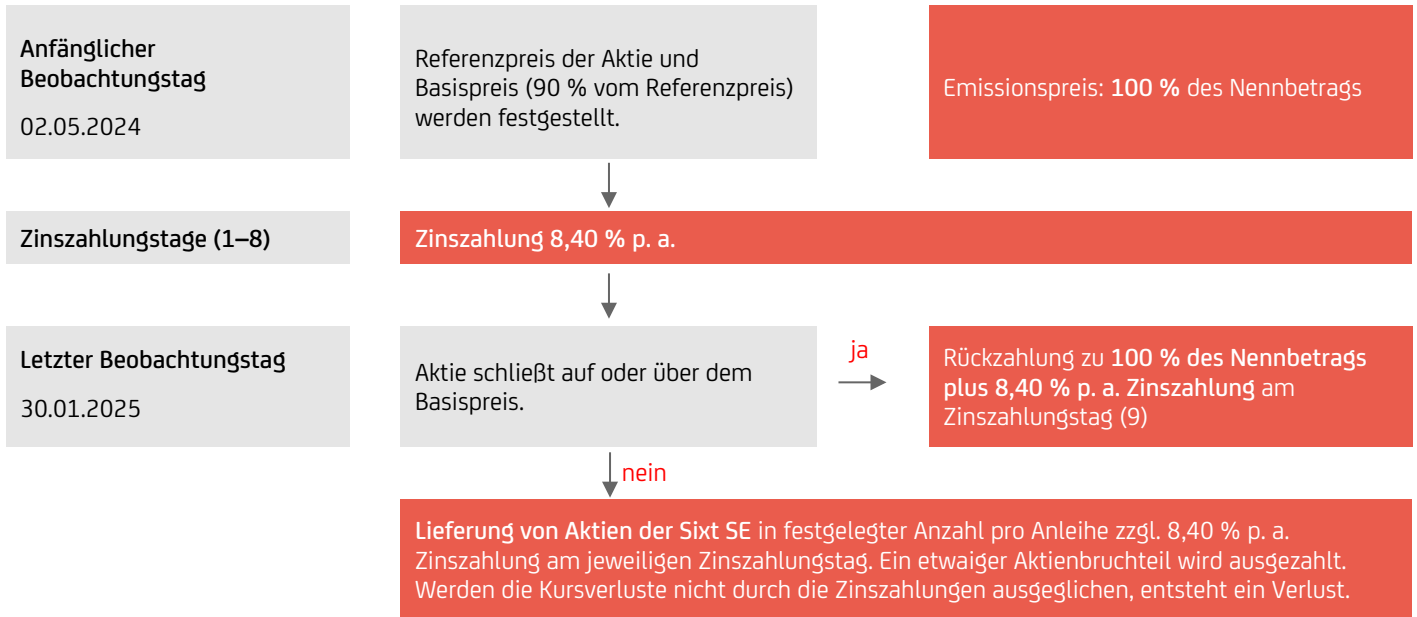 Anfänglicher
Beobachtungstag
02.05.2024
Referenzpreis der Aktie und
Basispreis (90 % vom Referenzpreis)
werden festgestellt.
Emissionspreis: 100 % des Nennbetrags
Zinszahlungstage (1–8)
Zinszahlung 8,40 % p. a.
Letzter Beobachtungstag
30.01.2025
Aktie schließt auf oder über dem
Basispreis.
ja
Rückzahlung zu 100 % des Nennbetrags
plus 8,40 % p. a. Zinszahlung am
Zinszahlungstag (9)
nein
Lieferung von Aktien der Sixt SE in festgelegter Anzahl pro Anleihe zzgl. 8,40 % p. a.
Zinszahlung am jeweiligen Zinszahlungstag. Ein etwaiger Aktienbruchteil wird ausgezahlt.
Werden die Kursverluste nicht durch die Zinszahlungen ausgeglichen, entsteht ein Verlust.